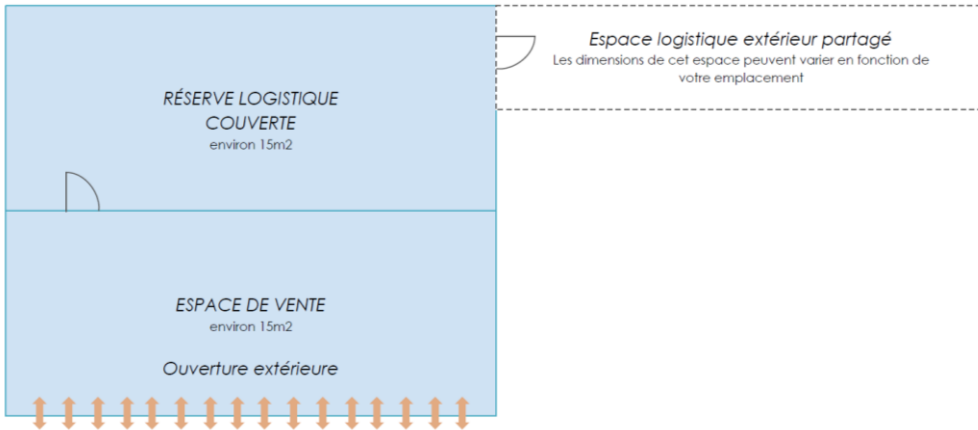 Espace logistique extérieur partagé
Les dimensions de cet espace peuvent varier en fonction de
votre emplacement
RÉSERVE LOGISTIQUE
COUVERTE
environ 15m2
ESPACE DE VENTE
environ 15m2
Ouverture extérieure